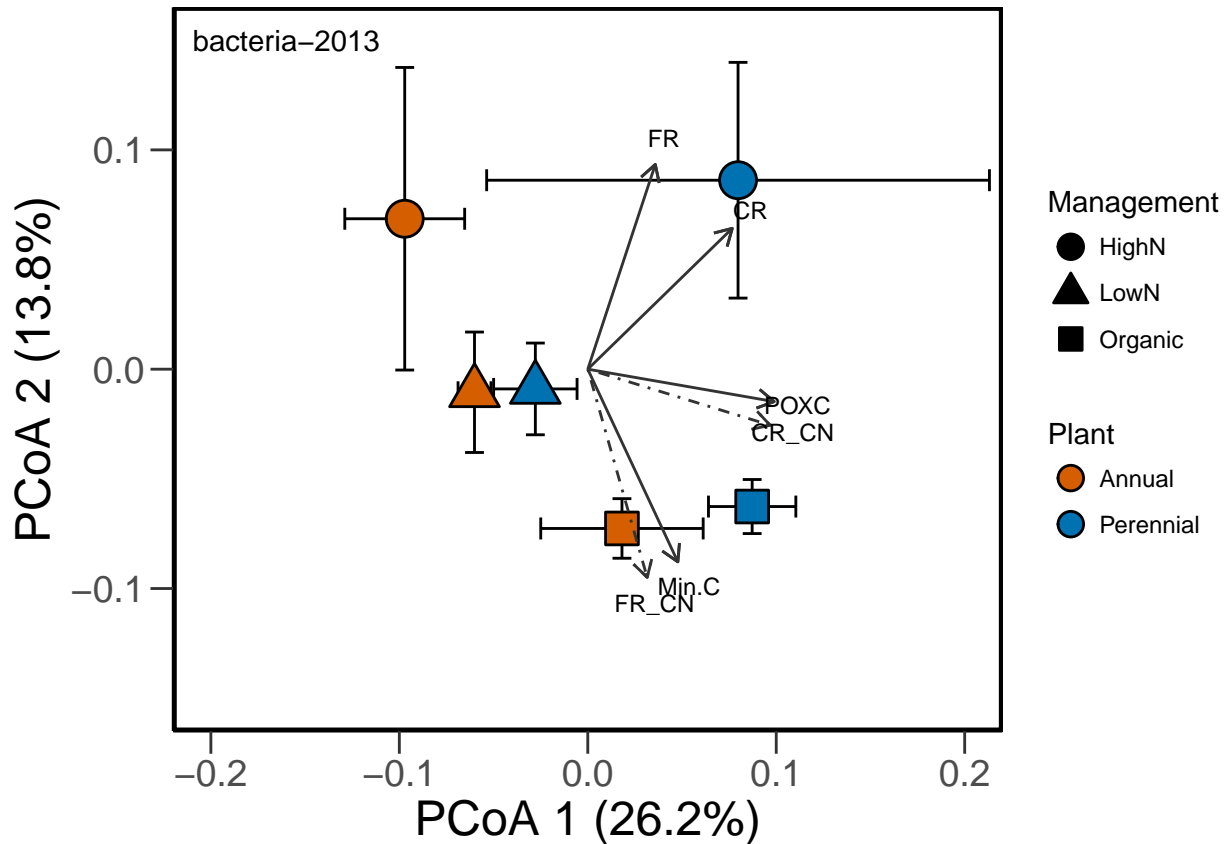 bacteria−2013
PCoA 2 (13.8%)
0.1
0.0
−0.1
FR
CR
POXC
CR_CN
Min.C
FR_CN
−0.2
−0.1
0.0
0.1
0.2
PCoA 1 (26.2%)
Management
HighN
LowN
Organic
Plant
Annual
Perennial